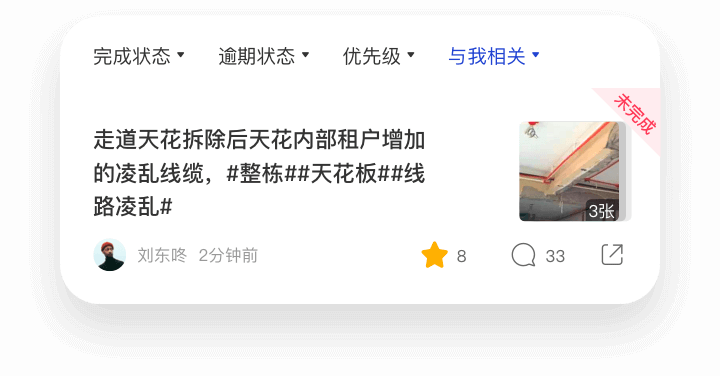 完成状态 逾期状态 优先级 与我相关
未完成
走道天花拆除后天花内部租户增加
的凌乱线缆，#整栋##天花板##线
路凌乱#
3张
刘东咚 2分钟前 8 33